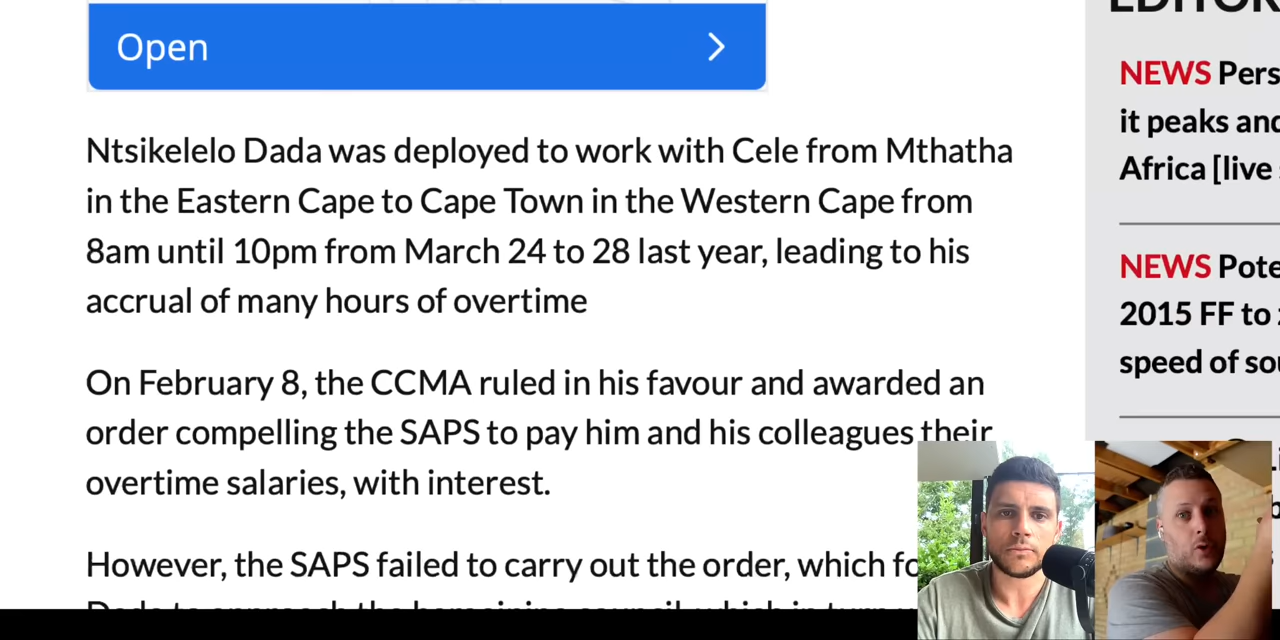 Open
Ntsikelelo Dada was deployed to work with Cele from Mthatha
in the Eastern Cape to Cape Town in the Western Cape from
8am until 10pm from March 24 to 28 last year, leading to his
accrual of many hours of overtime
On February 8, the CCMA ruled in his favour and awarded an
order compelling the SAPS to pay him and his colleagues their
overtime salaries, with interest.
However, the SAPS failed to carry out the order, which
NEWS Pers
it peaks and
Africa [live
NEWS Pote
2015 FF to
speed of